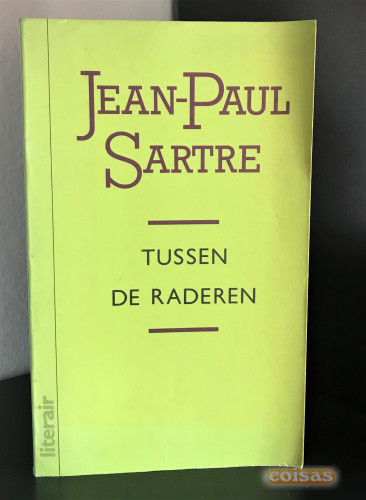 JEAN-PAUL
SARTRE
TUSSEN
DE RADEREN
literair
coisas